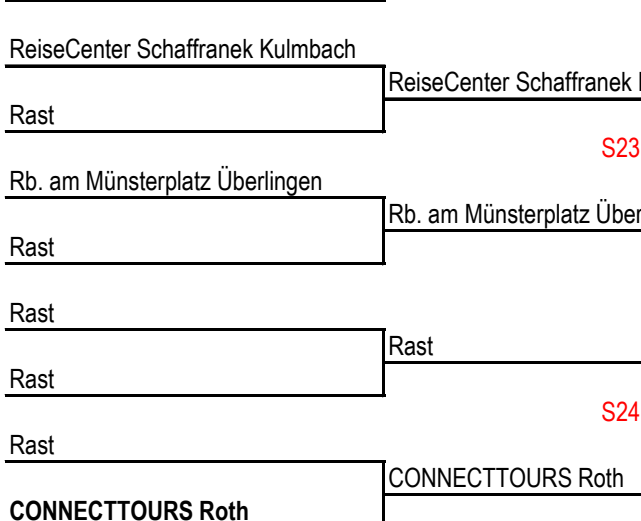 ReiseCenter Schaffranek Kulmbach
ReiseCenter Schaffranek
Rast
S23
Rb. am Münsterplatz Überlingen
Rb. am Münsterplatz Über
Rast
Rast
Rast
Rast
S24
Rast
CONNECTTOURS Roth
CONNECTTOURS Roth